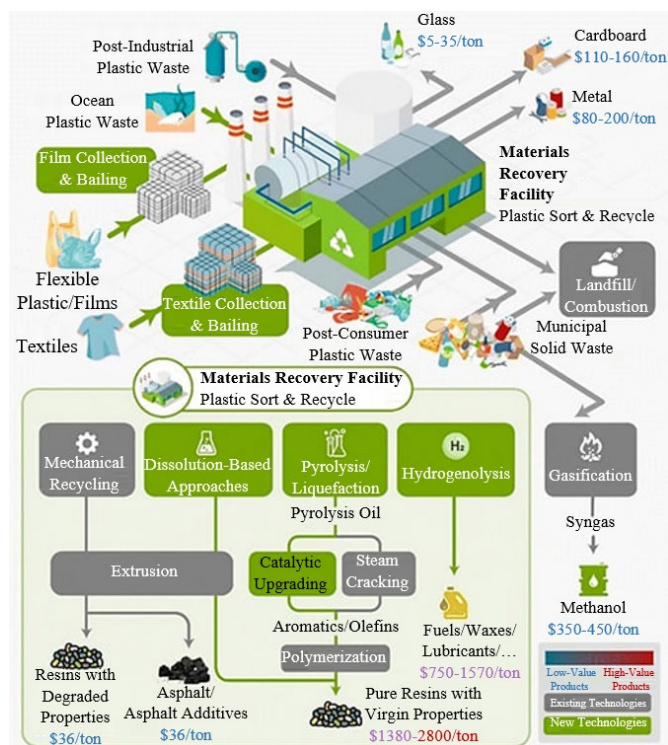 Glass
$5-35/ton
Cardboard
$110-160/ton
Post-Industrial
Plastic Waste
Metal
$80-200/ton
Ocean
Plastic Waste
Film Collection
& Bailing
Materials
Recovery
Facility
Plastic Sort & Recycle
Flexible
Plastic/Films
Textile Collection
& Bailing
Textiles
Post-Consumer
Plastic Waste
Municipal
Solid Waste
Landfill/
Combustion
Materials Recovery Facility
Plastic Sort & Recycle
Mechanical
Recycling
Dissolution-Based
Approaches
Pyrolysis/
Liquefaction
H₂
Hydrogenolysis
Gasification
Pyrolysis Oil
Syngas
Extrusion
Catalytic
Upgrading
Steam
Cracking
Methanol
$350-450/ton
Aromatics/Olefins
Polymerization
Fuels/Waxes/
Lubricants/...
$750-1570/ton
Resins with
Degraded
Properties
$36/ton
Asphalt/
Asphalt Additives
$36/ton
Pure Resins with
Virgin Properties
$1380-2800/ton
Low-Value
Products
High-Value
Products
Existing Technologies
New Technologies